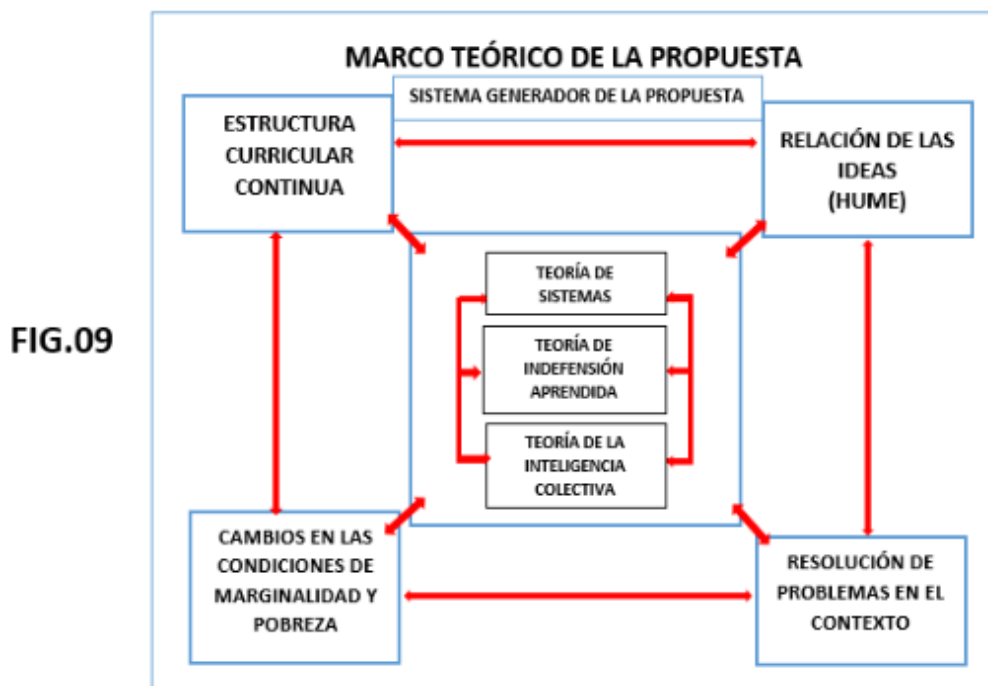 MARCO TEÓRICO DE LA PROPUESTA
SISTEMA GENERADOR DE LA PROPUESTA
ESTRUCTURA
CURRICULAR
CONTINUA
RELACIÓN DE LAS
IDEAS
(HUME)
TEORÍA DE
SISTEMAS
TEORÍA DE
INDEFENSIÓN
APRENDIDA
TEORÍA DE LA
INTELIGENCIA
COLECTIVA
FIG.09
CAMBIOS EN LAS
CONDICIONES DE
MARGINALIDAD Y
POBREZA
RESOLUCIÓN DE
PROBLEMAS EN EL
CONTEXTO